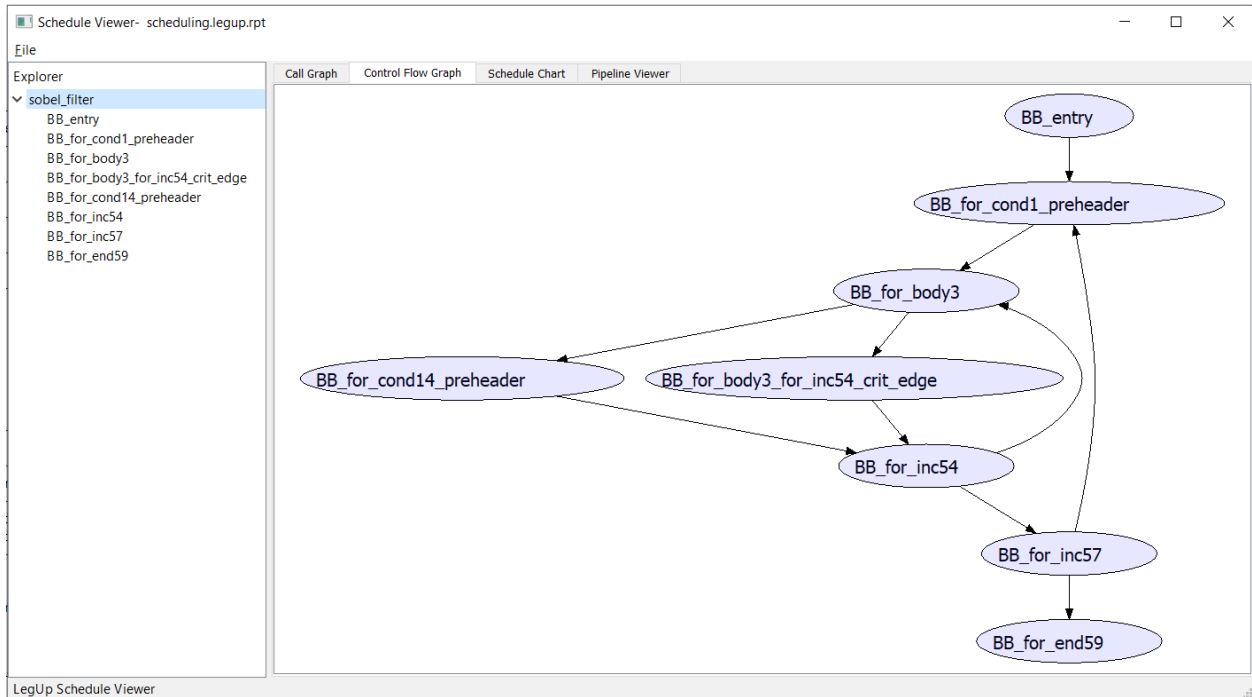 Schedule Viewer- scheduling.legup.rpt
File
Explorer
sobel_filter
BB_entry
BB_for_cond1_preheader
BB_for_body3
BB_for_body3_for_inc54_crit_edge
BB_for_cond14_preheader
BB_for_inc54
BB_for_inc57
BB_for_end59
Call Graph
Control Flow Graph
Schedule Chart
Pipeline Viewer
BB_entry
BB_for_cond1_preheader
BB_for_body3
BB_for_cond14_preheader
BB_for_body3_for_inc54_crit_edge
BB_for_inc54
BB_for_inc57
BB_for_end59
LegUp Schedule Viewer